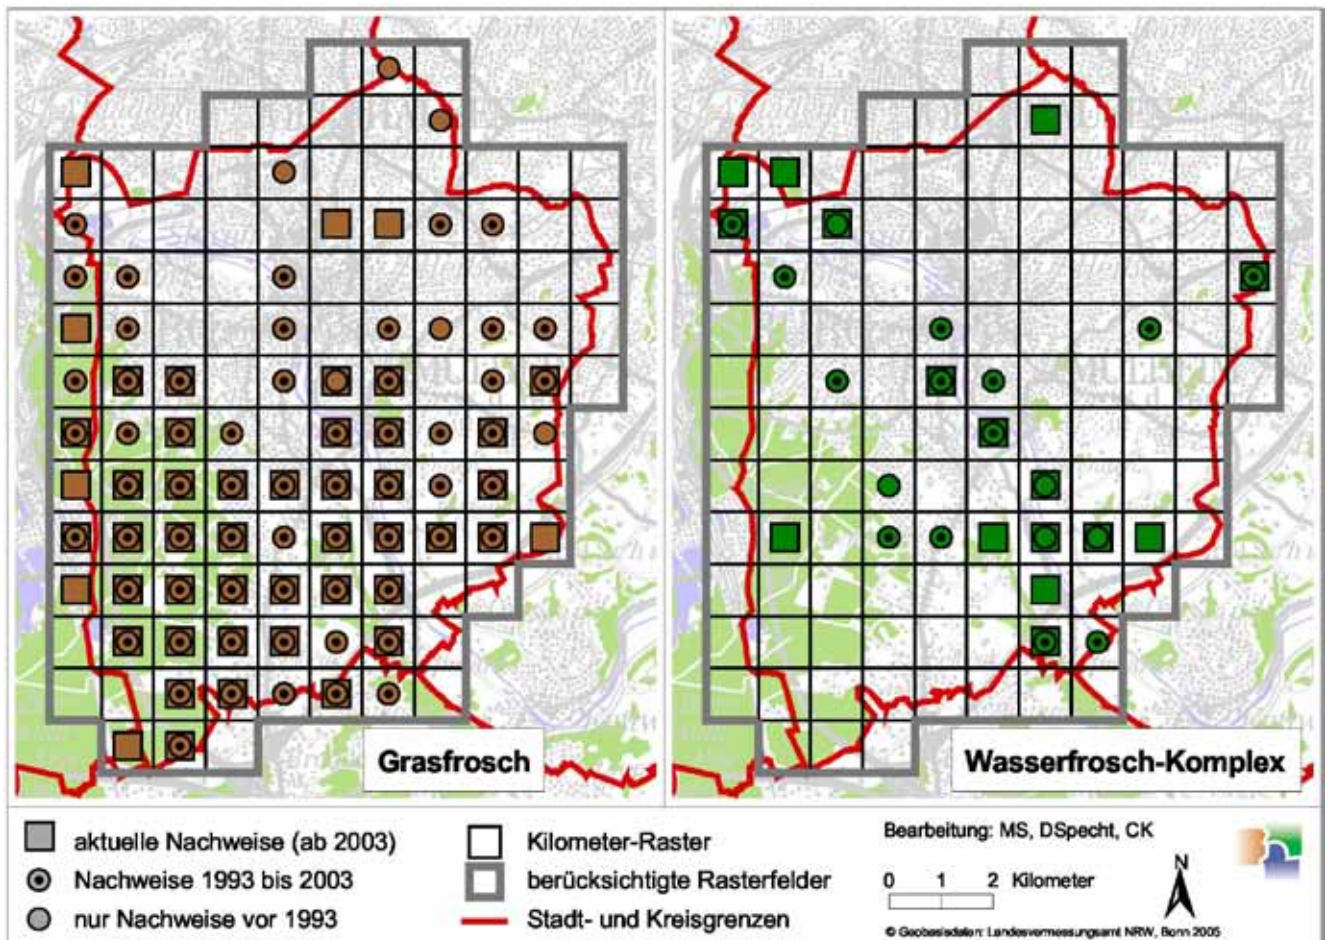 Grasfrosch
Wasserfrosch-Komplex
aktuelle Nachweise (ab 2003)
Nachweise 1993 bis 2003
nur Nachweise vor 1993
Kilometer-Raster
berücksichtigte Rasterfelder
Stadt- und Kreisgrenzen
Bearbeitung: MS, DSpecht, CK
0 1 2 Kilometer
N
© Geobasisdaten: Landesvermessungsamt NRW, Bonn 2005